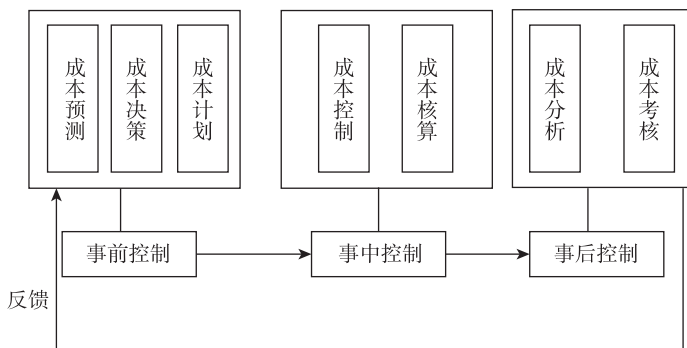 成本预测
成本决策
成本计划
成本控制
成本核算
成本分析
成本考核
事前控制
事中控制
事后控制
反馈